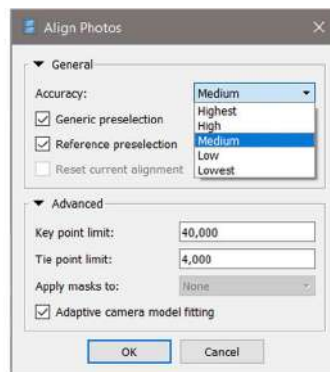 Align Photos
General
Accuracy: Medium
Highest
Generic preselection High
Medium
Reference preselection Low
Reset current alignment Lowest
Advanced
Key point limit: 40,000
Tie point limit: 4,000
Apply masks to: None
Adaptive camera model fitting
OK Cancel